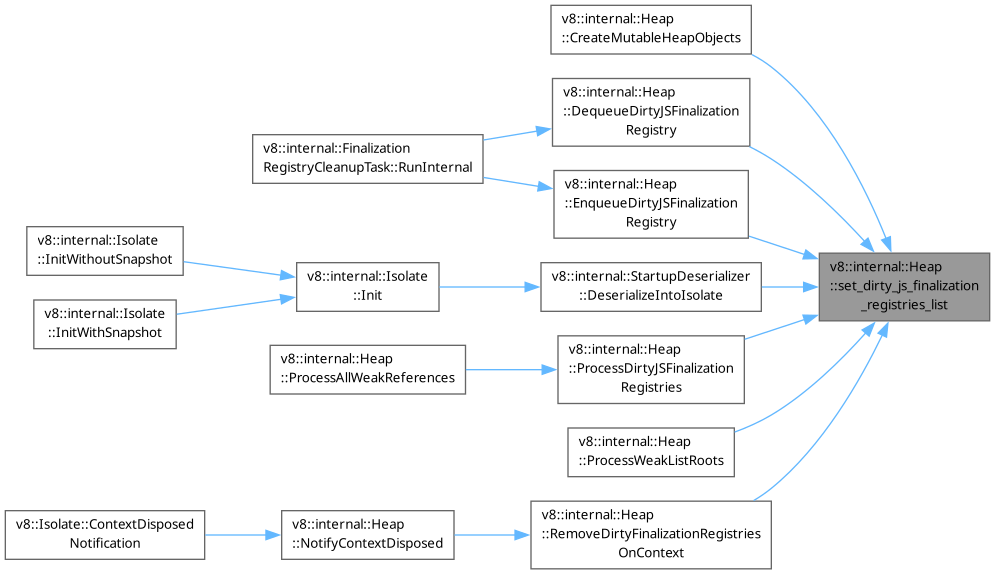 v8::internal::Heap
::CreateMutableHeapObjects
v8::internal::Heap
::DequeueDirtyJSFinalization
Registry
v8::internal::Finalization
RegistryCleanupTask::RunInternal
v8::internal::Heap
::EnqueueDirtyJSFinalization
Registry
v8::internal::Isolate
::InitWithoutSnapshot
v8::internal::Isolate
::Init
v8::internal::StartupDeserializer
::DeserializeIntoIsolate
v8::internal::Heap
::set_dirty_js_finalization
_registries_list
v8::internal::Isolate
::InitWithSnapshot
v8::internal::Heap
::ProcessAllWeakReferences
v8::internal::Heap
::ProcessDirtyJSFinalization
Registries
v8::internal::Heap
::ProcessWeakListRoots
v8::Isolate::ContextDisposed
Notification
v8::internal::Heap
::NotifyContextDisposed
v8::internal::Heap
::RemoveDirtyFinalizationRegistries
OnContext